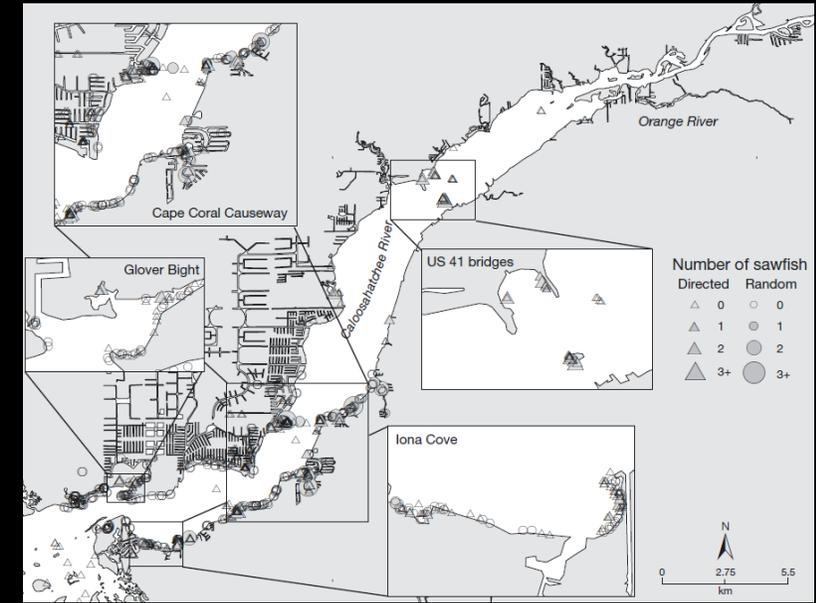 Orange River
Cape Coral Causeway
Glover Bight
Caloosahatchee River
US 41 bridges
Number of sawfish
Directed Random
0 0
1 1
2 2
3+ 3+
Iona Cove
N
0 2.75 5.5
km